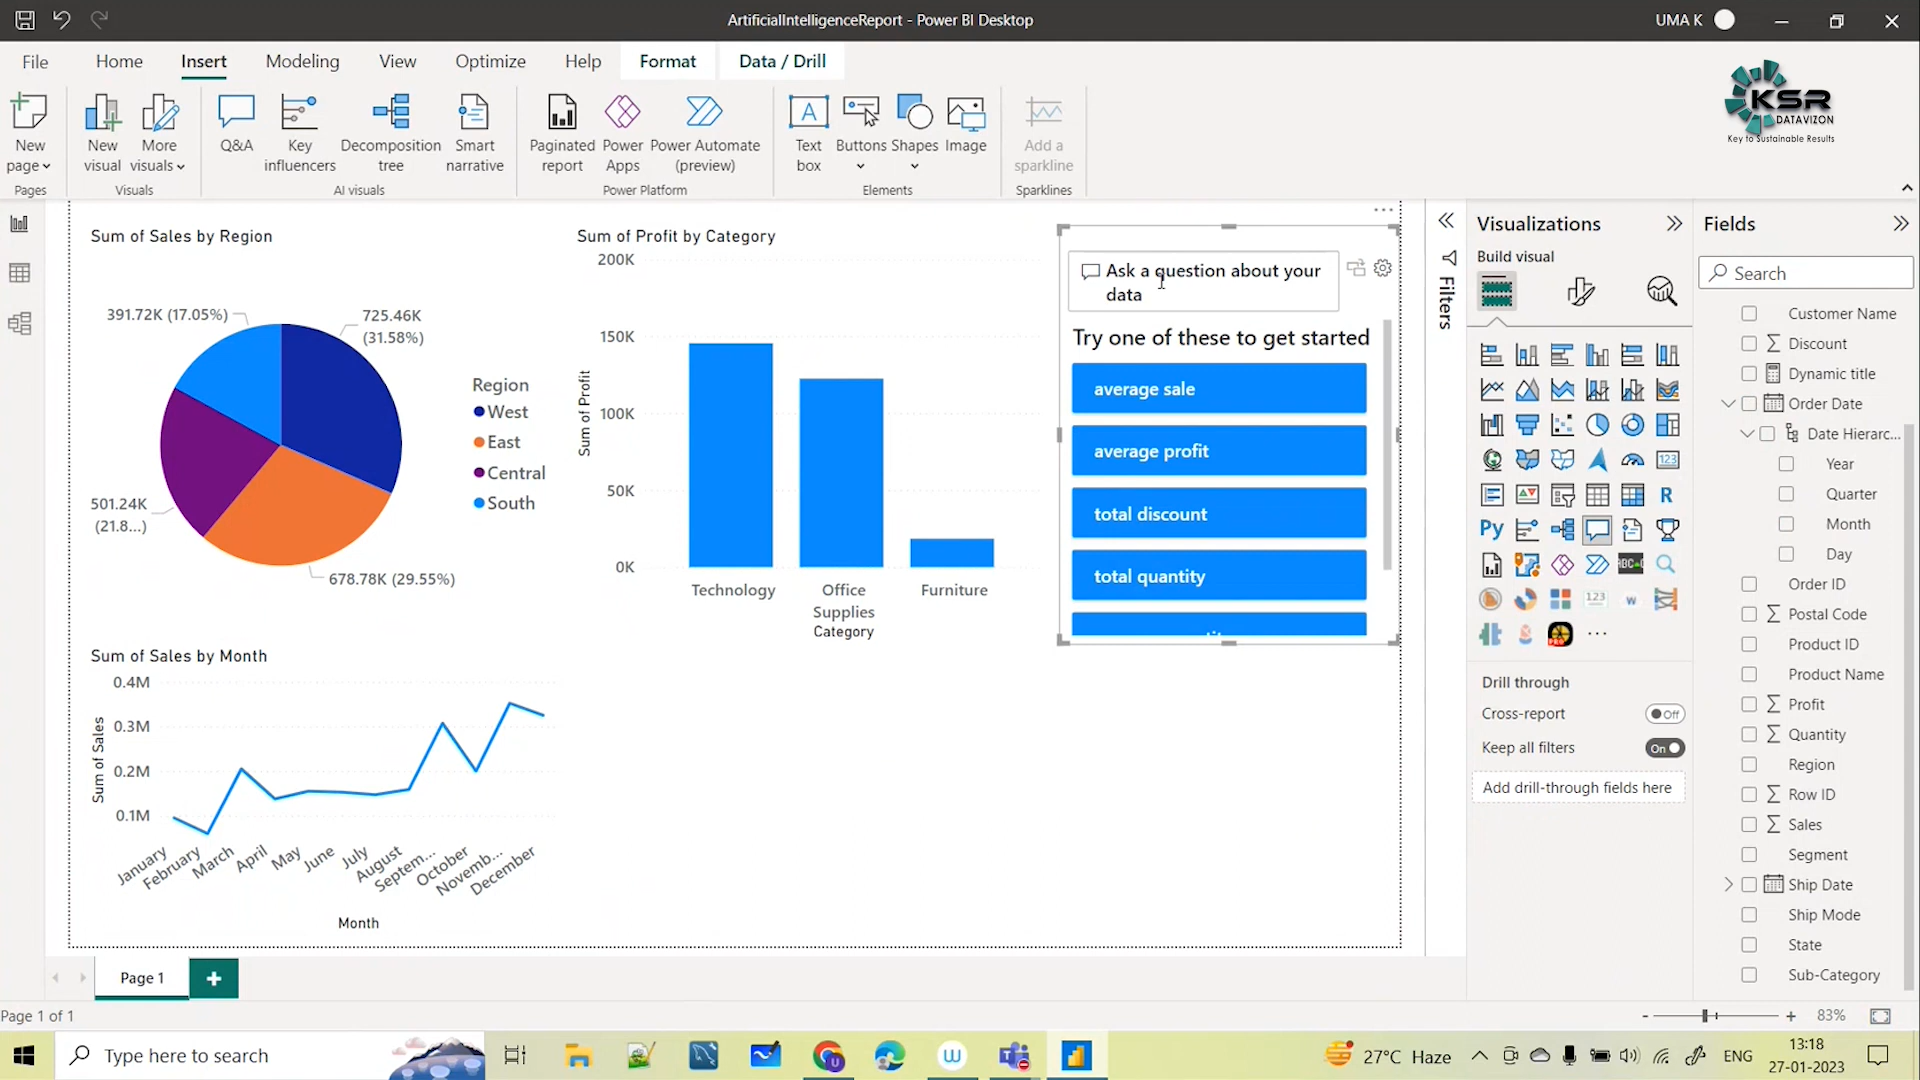 ArtificialIntelligenceReport - Power BI Desktop
UMA K
File
Home
Insert
Modeling
View
Optimize
Help
Format
Data / Drill
KSR
DATAVIZON
Key to Sustainable Results
New page
New visual
More visuals
Q&A
Key influencers
Decomposition tree
Smart narrative
Paginated report
Power Apps
Power Automate (preview)
Text box
Buttons
Shapes
Image
Add a sparkline
Pages
Visuals
AI visuals
Power Platform
Elements
Sparklines
Sum of Sales by Region
391.72K (17.05%)
725.46K
(31.58%)
501.24K
(21.8...)
678.78K (29.55%)
Region
West
East
Central
South
Sum of Profit by Category
200K
150K
100K
50K
0K
Sum of Profit
Technology
Office
Supplies
Furniture
Category
Ask a question about your
data
Try one of these to get started
average sale
average profit
total discount
total quantity
Sum of Sales by Month
0.4M
0.3M
0.2M
0.1M
Sum of Sales
January
February
March
April
May
June
July
August
Septem...
October
Novemb...
December
Month
Filters
Visualizations
Build visual
123
R
Py
123
Drill through
Cross-report
Off
Keep all filters
On
Add drill-through fields here
Fields
Search
Customer Name
Discount
Dynamic title
Order Date
Date Hierarc...
Year
Quarter
Month
Day
Order ID
Postal Code
Product ID
Product Name
Profit
Quantity
Region
Row ID
Sales
Segment
Ship Date
Ship Mode
State
Sub-Category
Page 1
Page 1 of 1
- + 83%
Type here to search
27°C Haze
ENG
13:18
27-01-2023